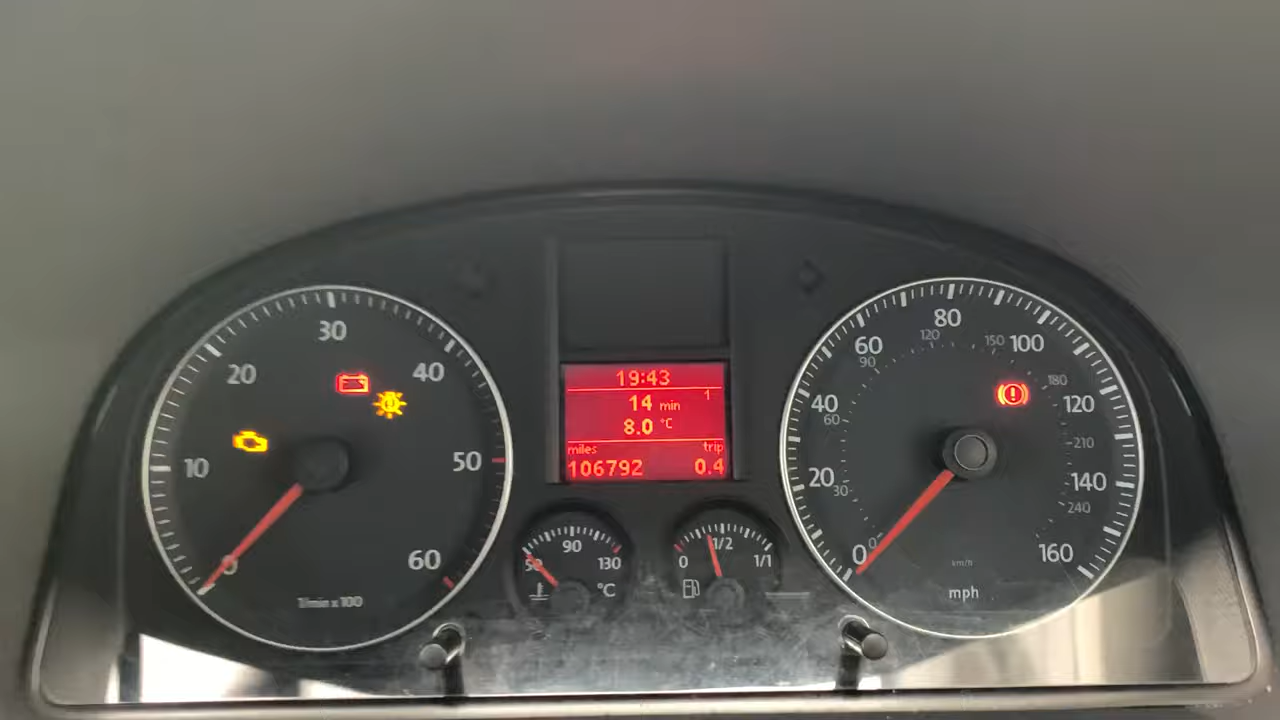 30
20
40
10
50
0
60
1/min x 100
19:43
1
14 min
8.0 °C
miles trip
106792 0.4
50 90 130
°C
0 1/2 1/1
80
60 120 150 100
90 180
40 120
60 210
20 140
30 240
0 0 160
km/h
mph